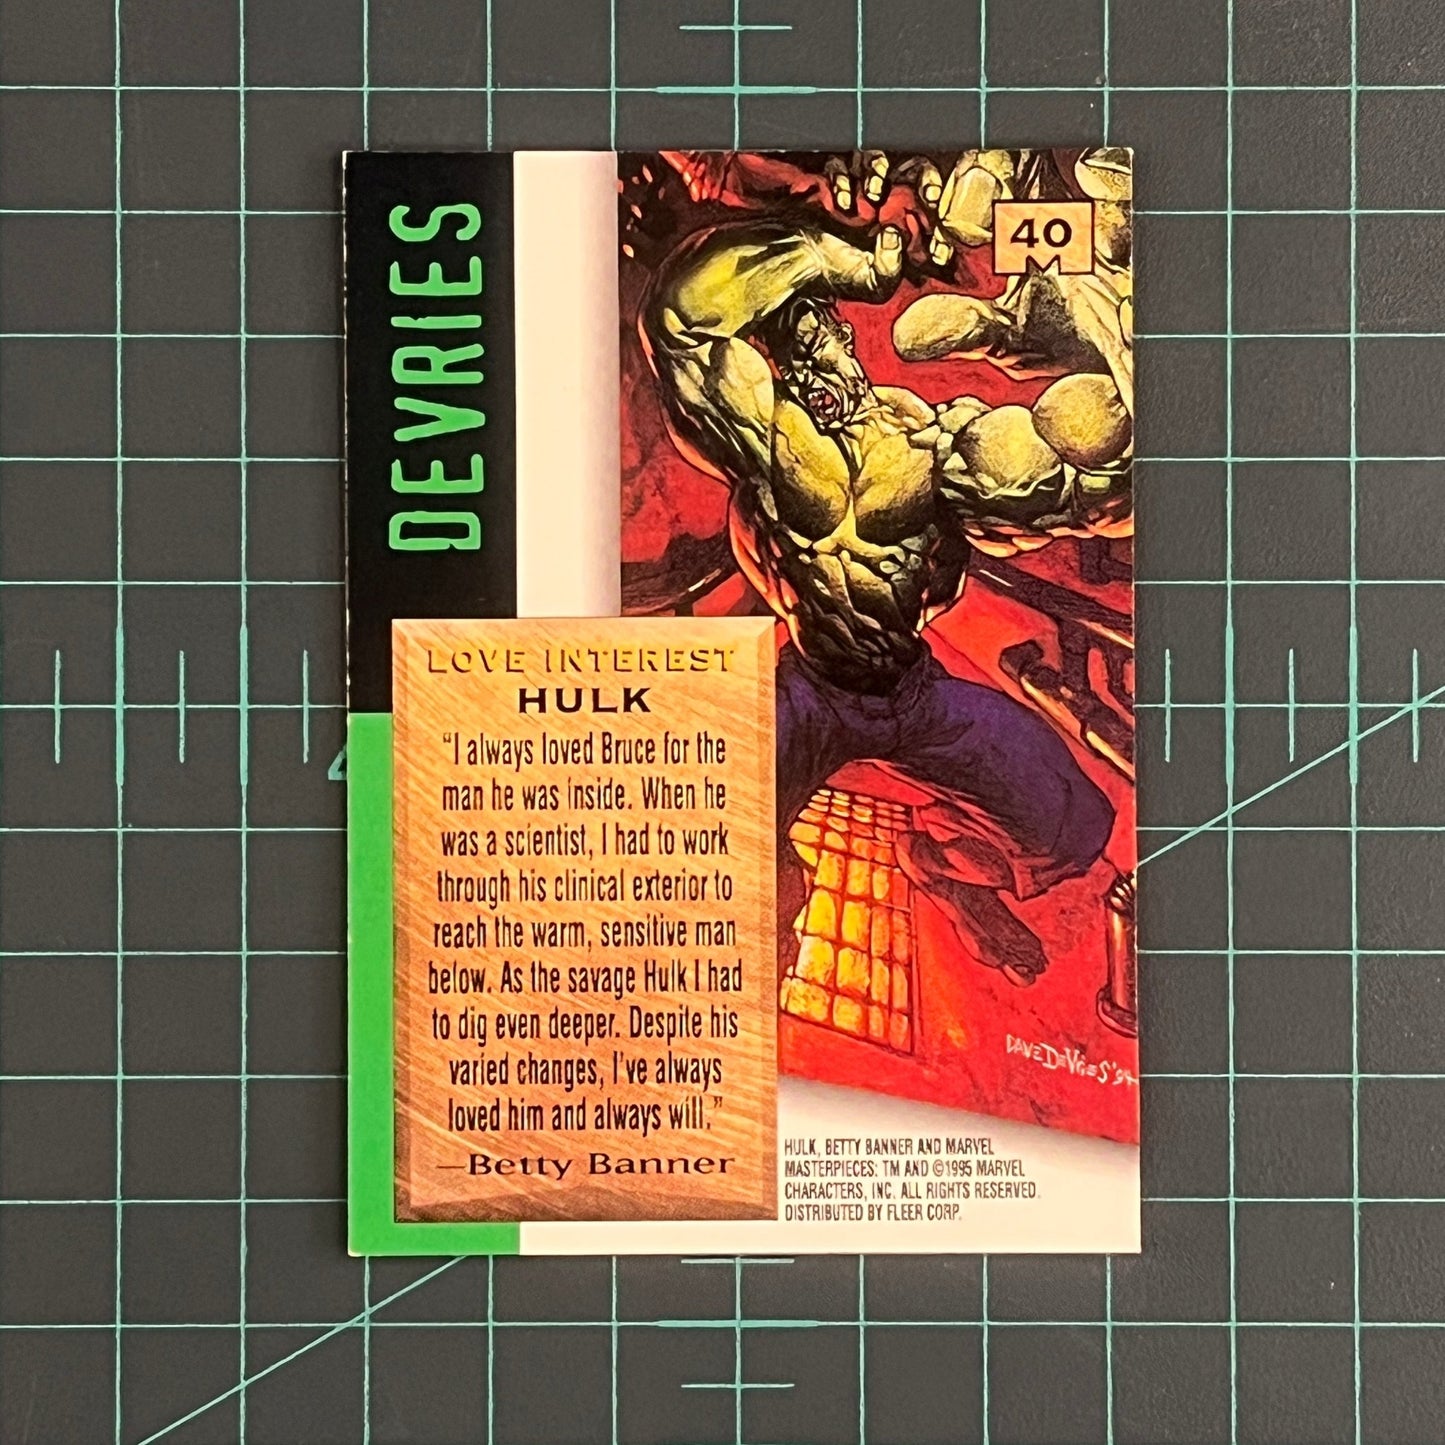 DEVRIES
40
LOVE INTEREST
HULK
“I always loved Bruce for the
man he was inside. When he
was a scientist, I had to work
through his clinical exterior to
reach the warm, sensitive man
below. As the savage Hulk I had
to dig even deeper. Despite his
varied changes, I've always
loved him and always will.”
—Betty Banner
DAVE DEVRIES '94
HULK, BETTY BANNER AND MARVEL
MASTERPIECES: TM AND ©1995 MARVEL
CHARACTERS, INC. ALL RIGHTS RESERVED.
DISTRIBUTED BY FLEER CORP.